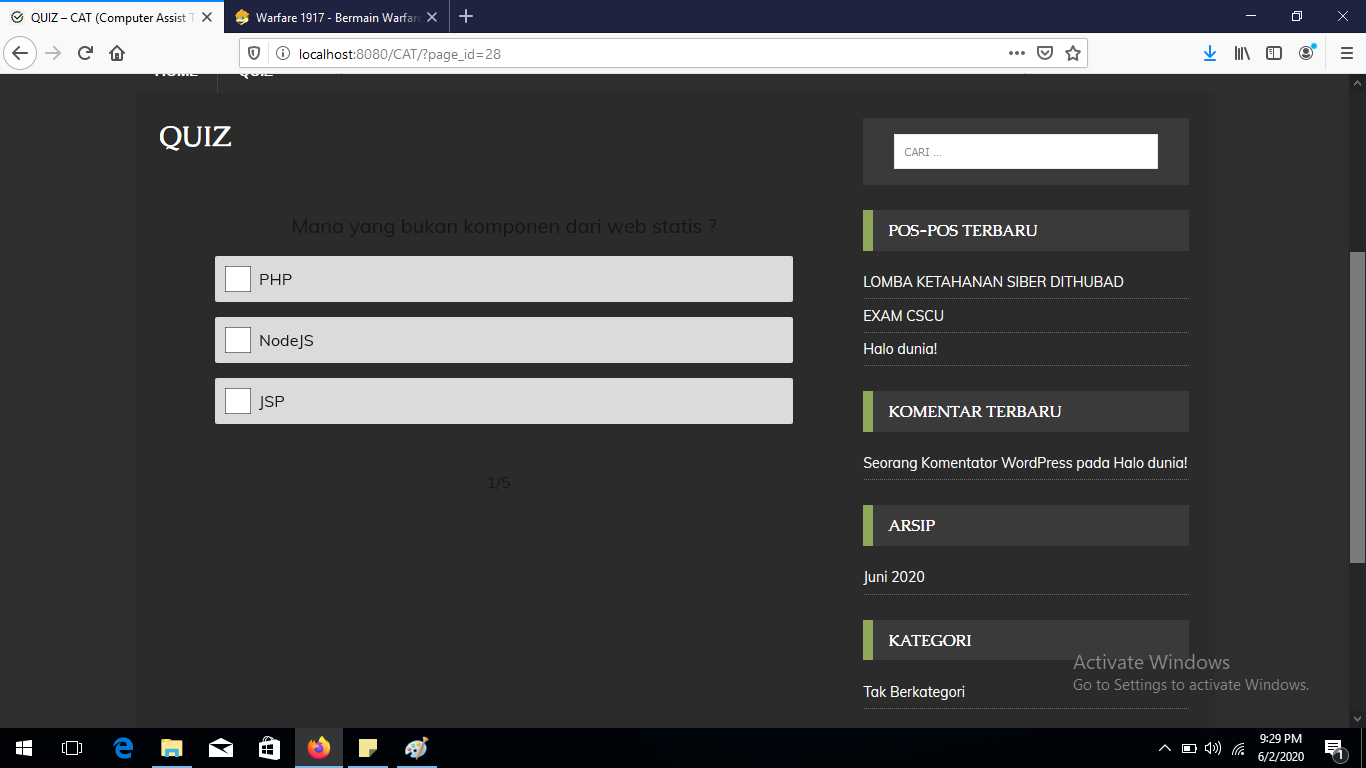 QUIZ – CAT (Computer Assist T
Warfare 1917 - Bermain Warfare
localhost:8080/CAT/?page_id=28
HOME QUIZ
QUIZ
Mana yang bukan komponen dari web statis ?
PHP
NodeJS
JSP
1/5
CARI ...
POS-POS TERBARU
LOMBA KETAHANAN SIBER DITHUBAD
EXAM CSCU
Halo dunia!
KOMENTAR TERBARU
Seorang Komentator WordPress pada Halo dunia!
ARSIP
Juni 2020
KATEGORI
Tak Berkategori
Activate Windows
Go to Settings to activate Windows.
9:29 PM
6/2/2020
1